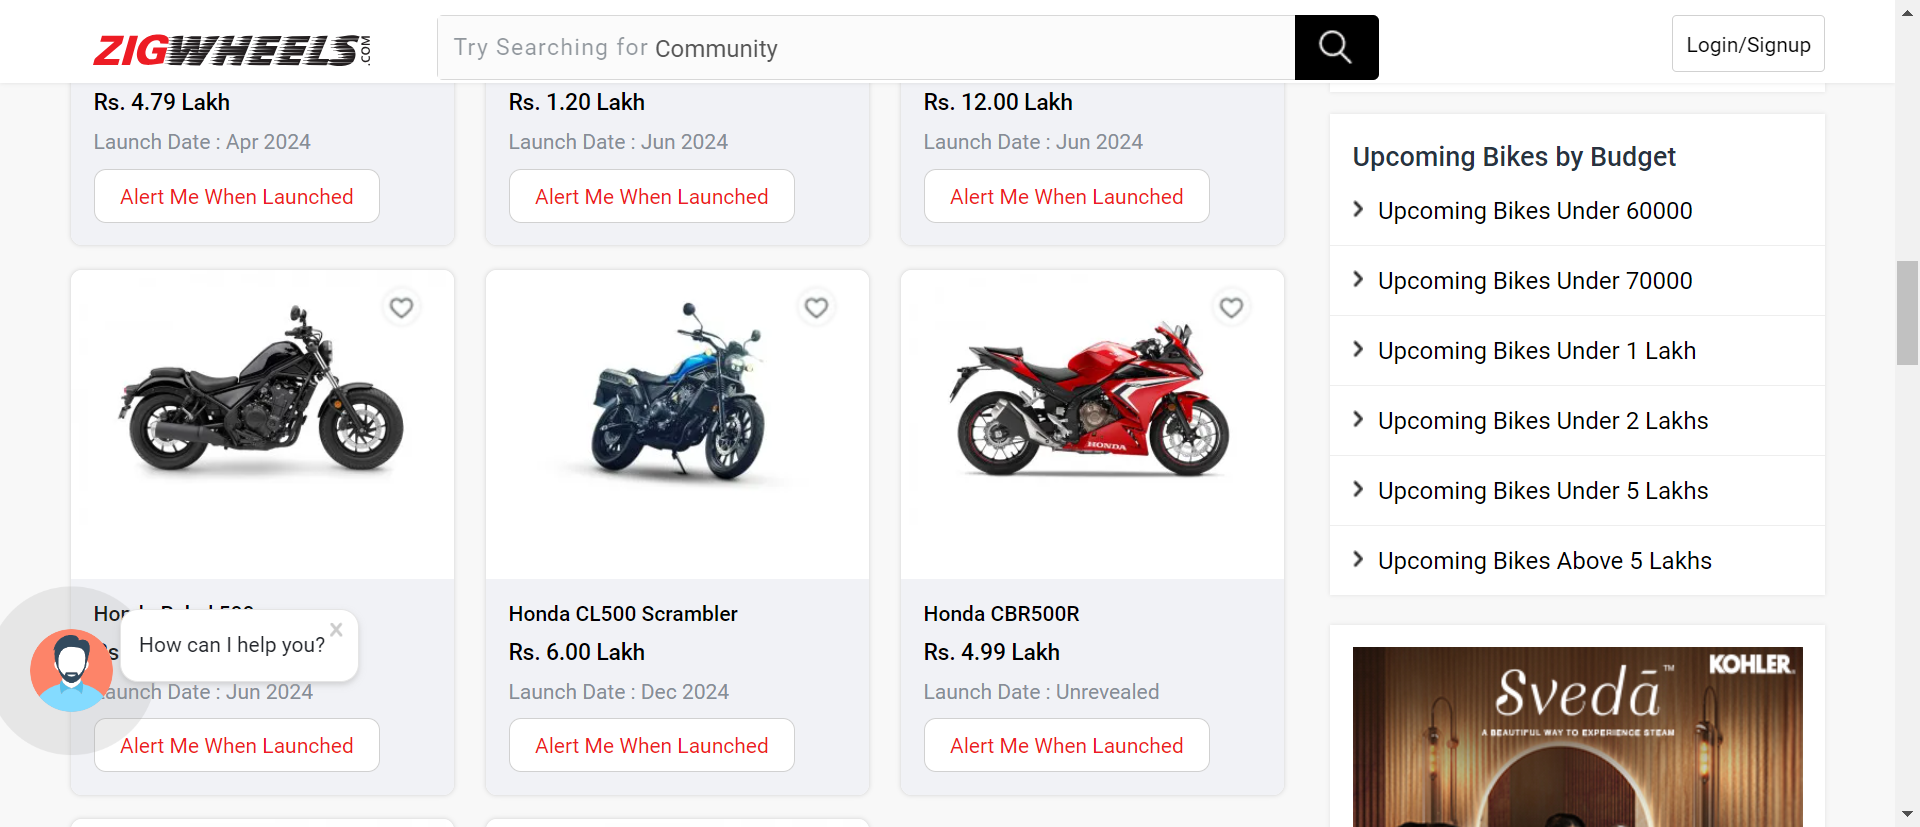 ZIGWHEELS.COM
Try Searching for Community
Login/Signup
Rs. 4.79 Lakh
Launch Date : Apr 2024
Alert Me When Launched
Rs. 1.20 Lakh
Launch Date : Jun 2024
Alert Me When Launched
Rs. 12.00 Lakh
Launch Date : Jun 2024
Alert Me When Launched
HONDA
Launch Date : Jun 2024
Alert Me When Launched
Honda CL500 Scrambler
Rs. 6.00 Lakh
Launch Date : Dec 2024
Alert Me When Launched
Honda CBR500R
Rs. 4.99 Lakh
Launch Date : Unrevealed
Alert Me When Launched
How can I help you?
Upcoming Bikes by Budget
Upcoming Bikes Under 60000
Upcoming Bikes Under 70000
Upcoming Bikes Under 1 Lakh
Upcoming Bikes Under 2 Lakhs
Upcoming Bikes Under 5 Lakhs
Upcoming Bikes Above 5 Lakhs
KOHLER.
Svedā™
A BEAUTIFUL WAY TO EXPERIENCE STEAM